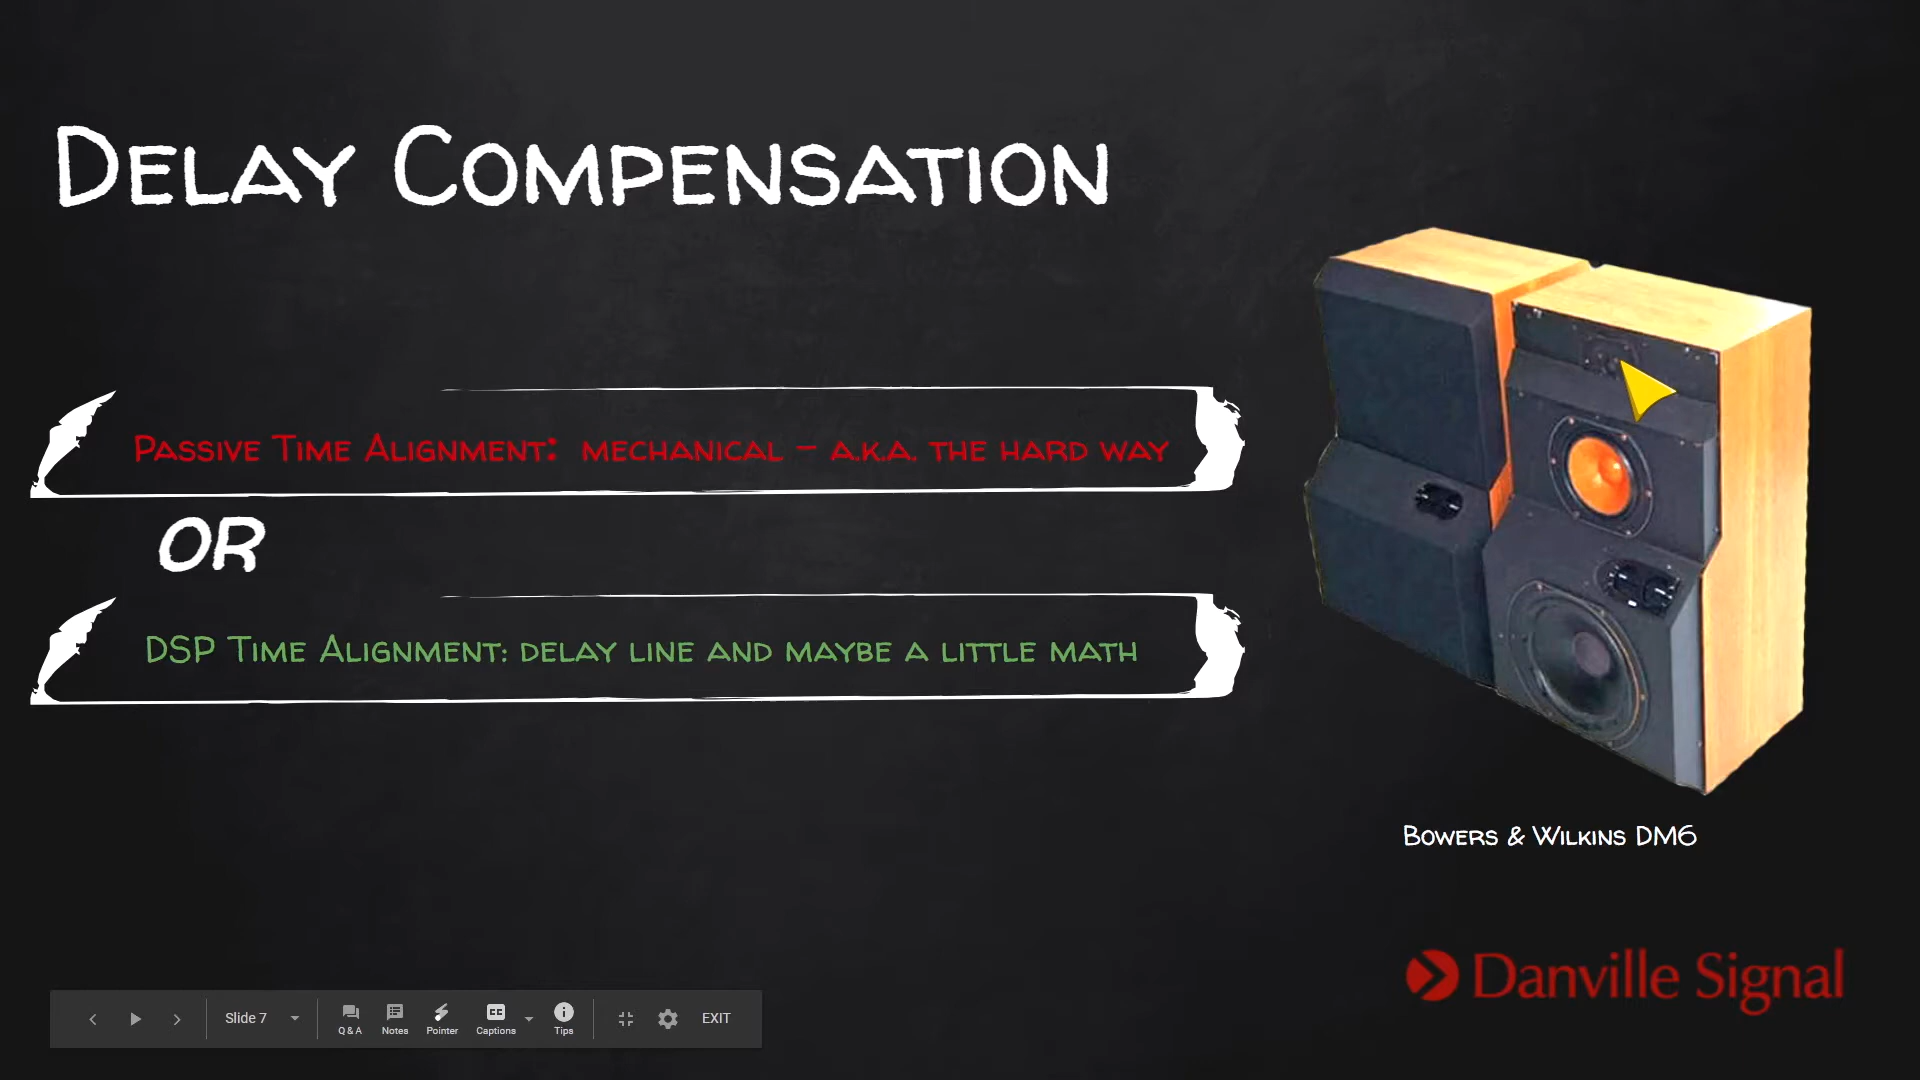 Delay Compensation
Passive Time Alignment: mechanical – a.k.a. the hard way
OR
DSP Time Alignment: delay line and maybe a little math
Bowers & Wilkins DM6
Danville Signal
Slide 7
Q & A
Notes
Pointer
CC
Captions
Tips
EXIT